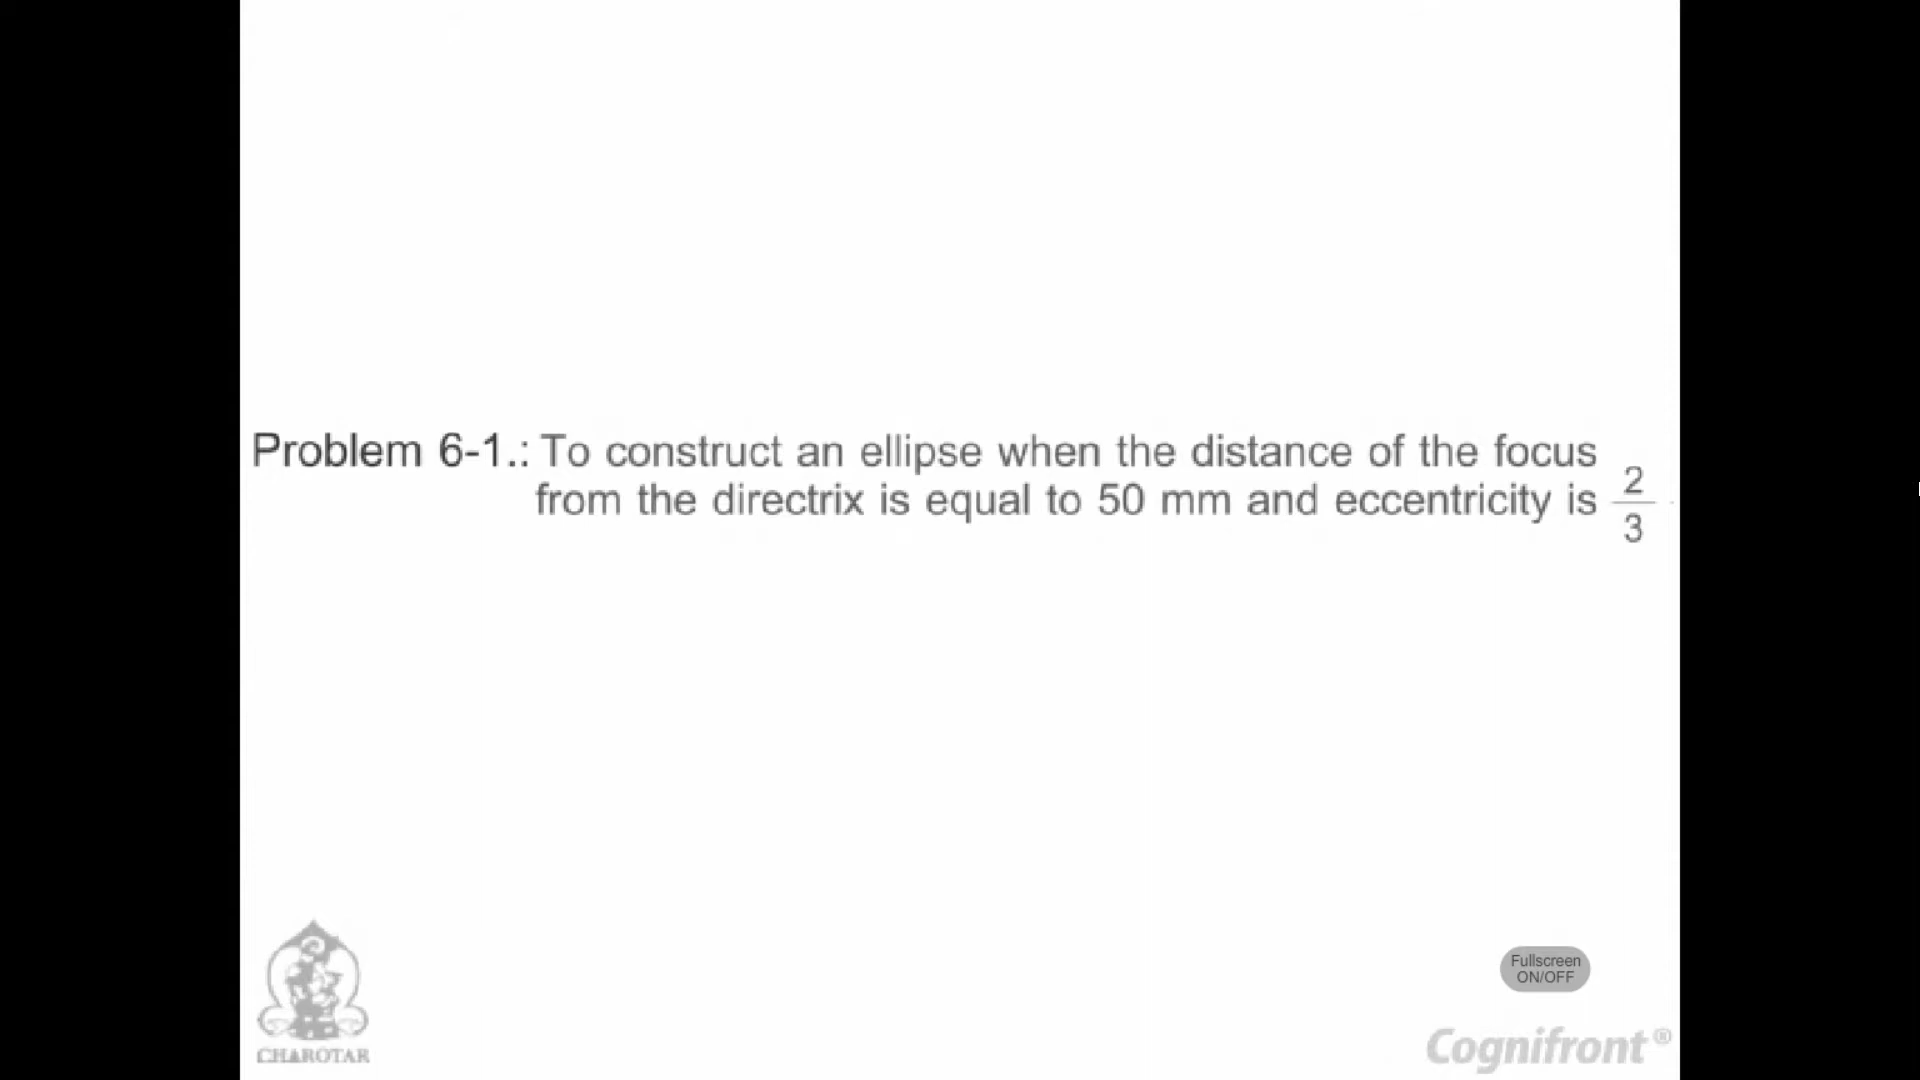 Problem 6-1.: To construct an ellipse when the distance of the focus
from the directrix is equal to 50 mm and eccentricity is 2/3
Fullscreen
ON/OFF
CHAROTAR
Cognifront®